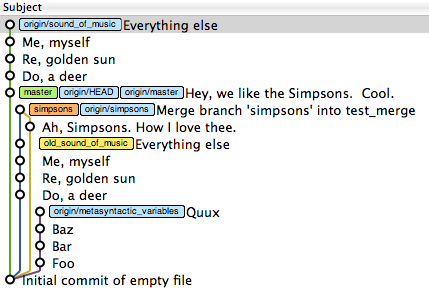 Subject
origin/sound_of_music Everything else
Me, myself
Re, golden sun
Do, a deer
master origin/HEAD origin/master Hey, we like the Simpsons. Cool.
simpsons origin/simpsons Merge branch 'simpsons' into test_merge
Ah, Simpsons. How I love thee.
old_sound_of_music Everything else
Me, myself
Re, golden sun
Do, a deer
origin/metasyntactic_variables Quux
Baz
Bar
Foo
Initial commit of empty file